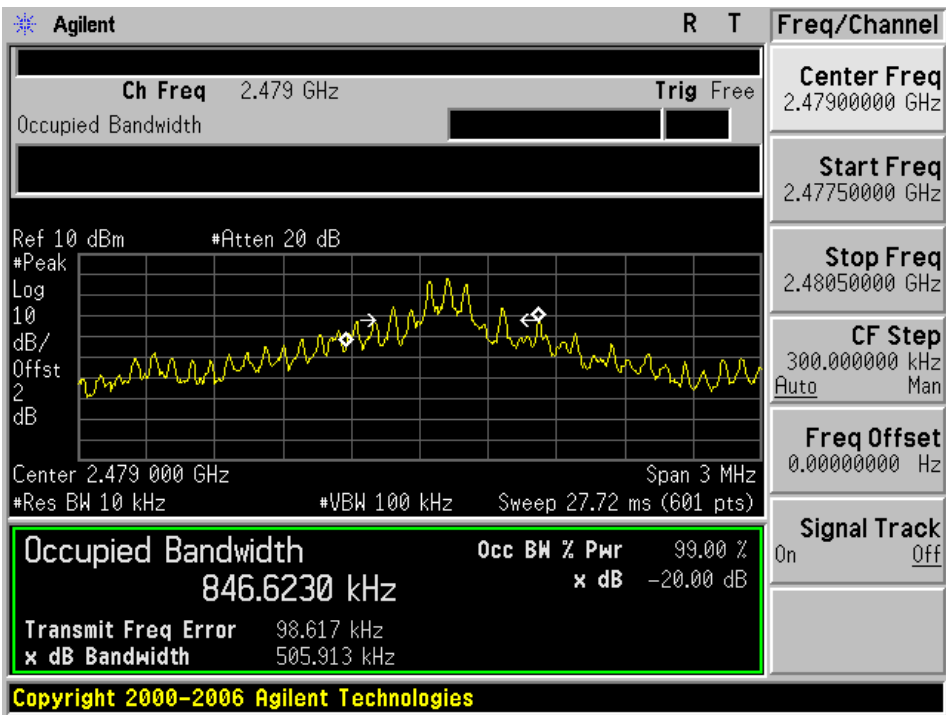 Agilent R T
Freq/Channel
Ch Freq 2.479 GHz Trig Free
Occupied Bandwidth
Center Freq
2.47900000 GHz
Start Freq
2.47750000 GHz
Stop Freq
2.48050000 GHz
CF Step
300.000000 kHz
Auto Man
Freq Offset
0.00000000 Hz
Signal Track
On Off
Ref 10 dBm #Atten 20 dB
#Peak
Log
10
dB/
Offst
2
dB
Center 2.479 000 GHz Span 3 MHz
#Res BW 10 kHz #VBW 100 kHz Sweep 27.72 ms (601 pts)
Occupied Bandwidth
846.6230 kHz
Occ BW % Pwr 99.00 %
x dB -20.00 dB
Transmit Freq Error 98.617 kHz
x dB Bandwidth 505.913 kHz
Copyright 2000-2006 Agilent Technologies